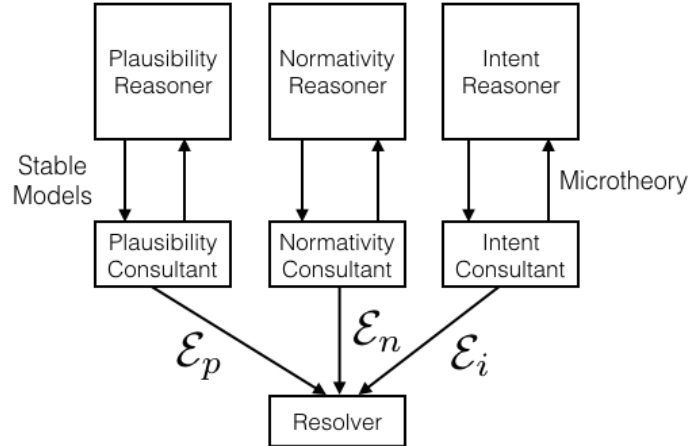 Plausibility
Reasoner
Normativity
Reasoner
Intent
Reasoner
Stable
Models
Microtheory
Plausibility
Consultant
Normativity
Consultant
Intent
Consultant
ℰₚ
ℰₙ
ℰᵢ
Resolver